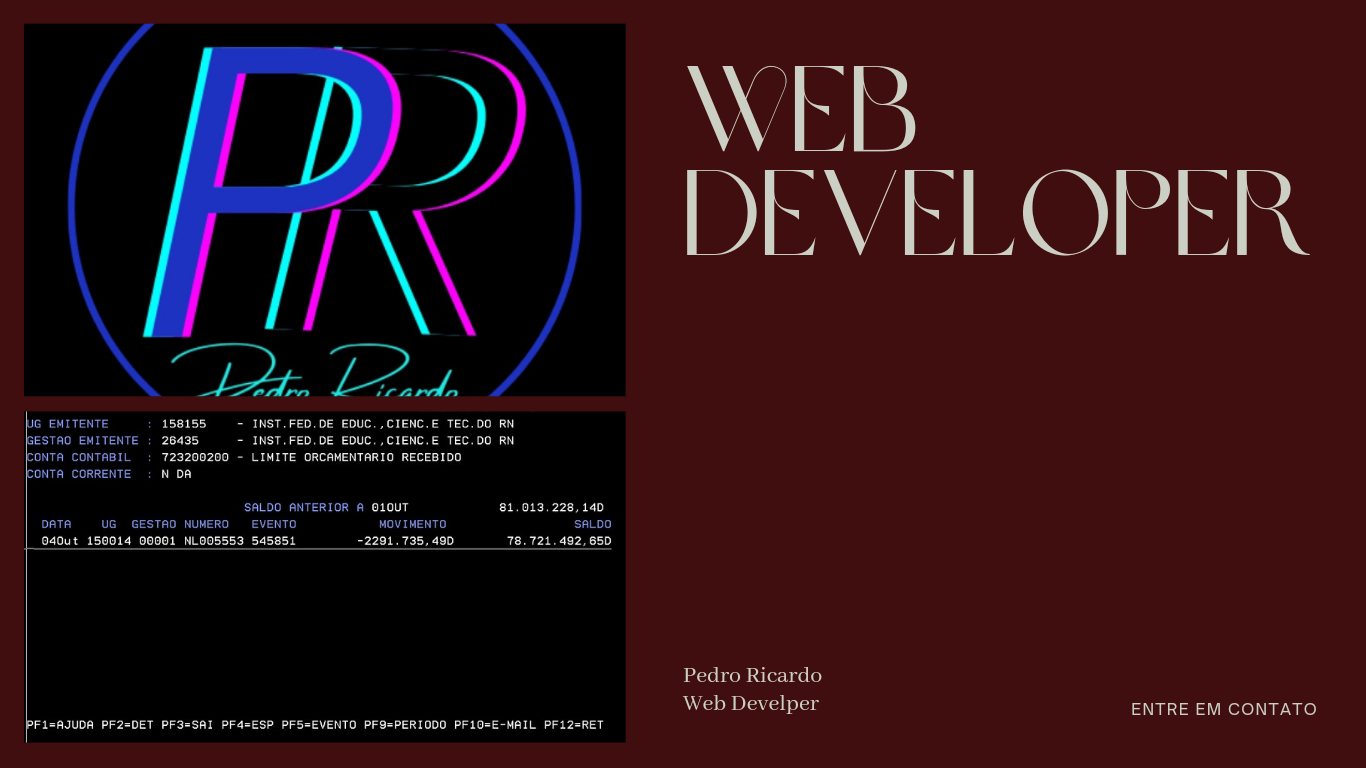 PR
Pedro Ricardo
UG EMITENTE : 158155 - INST.FED.DE EDUC.,CIENC.E TEC.DO RN
GESTAO EMITENTE : 26435 - INST.FED.DE EDUC.,CIENC.E TEC.DO RN
CONTA CONTABIL : 723200200 - LIMITE ORCAMENTARIO RECEBIDO
CONTA CORRENTE : N DA
SALDO ANTERIOR A 01OUT 81.013.228,14D
DATA UG GESTAO NUMERO EVENTO MOVIMENTO SALDO
04Out 150014 00001 NL005553 545851 -2291.735,49D 78.721.492,65D
PF1=AJUDA PF2=DET PF3=SAI PF4=ESP PF5=EVENTO PF9=PERIODO PF10=E-MAIL PF12=RET
WEB
DEVELOPER
Pedro Ricardo
Web Develper
ENTRE EM CONTATO